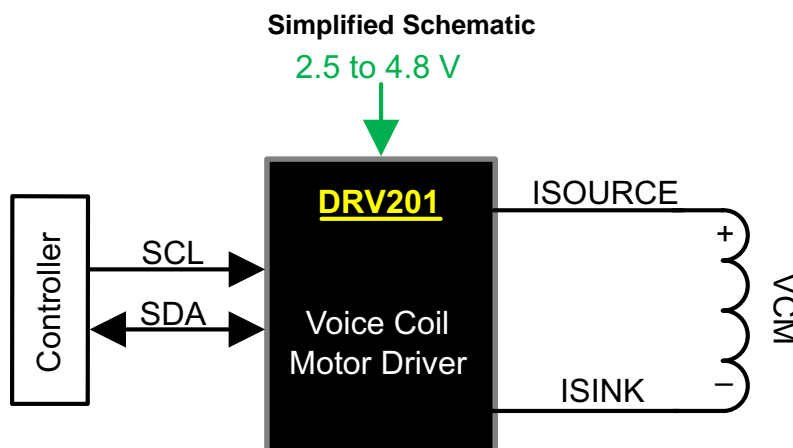 Simplified Schematic
2.5 to 4.8 V
DRV201
ISOURCE
+
Controller
SCL
SDA
Voice Coil
Motor Driver
VCM
ISINK
–